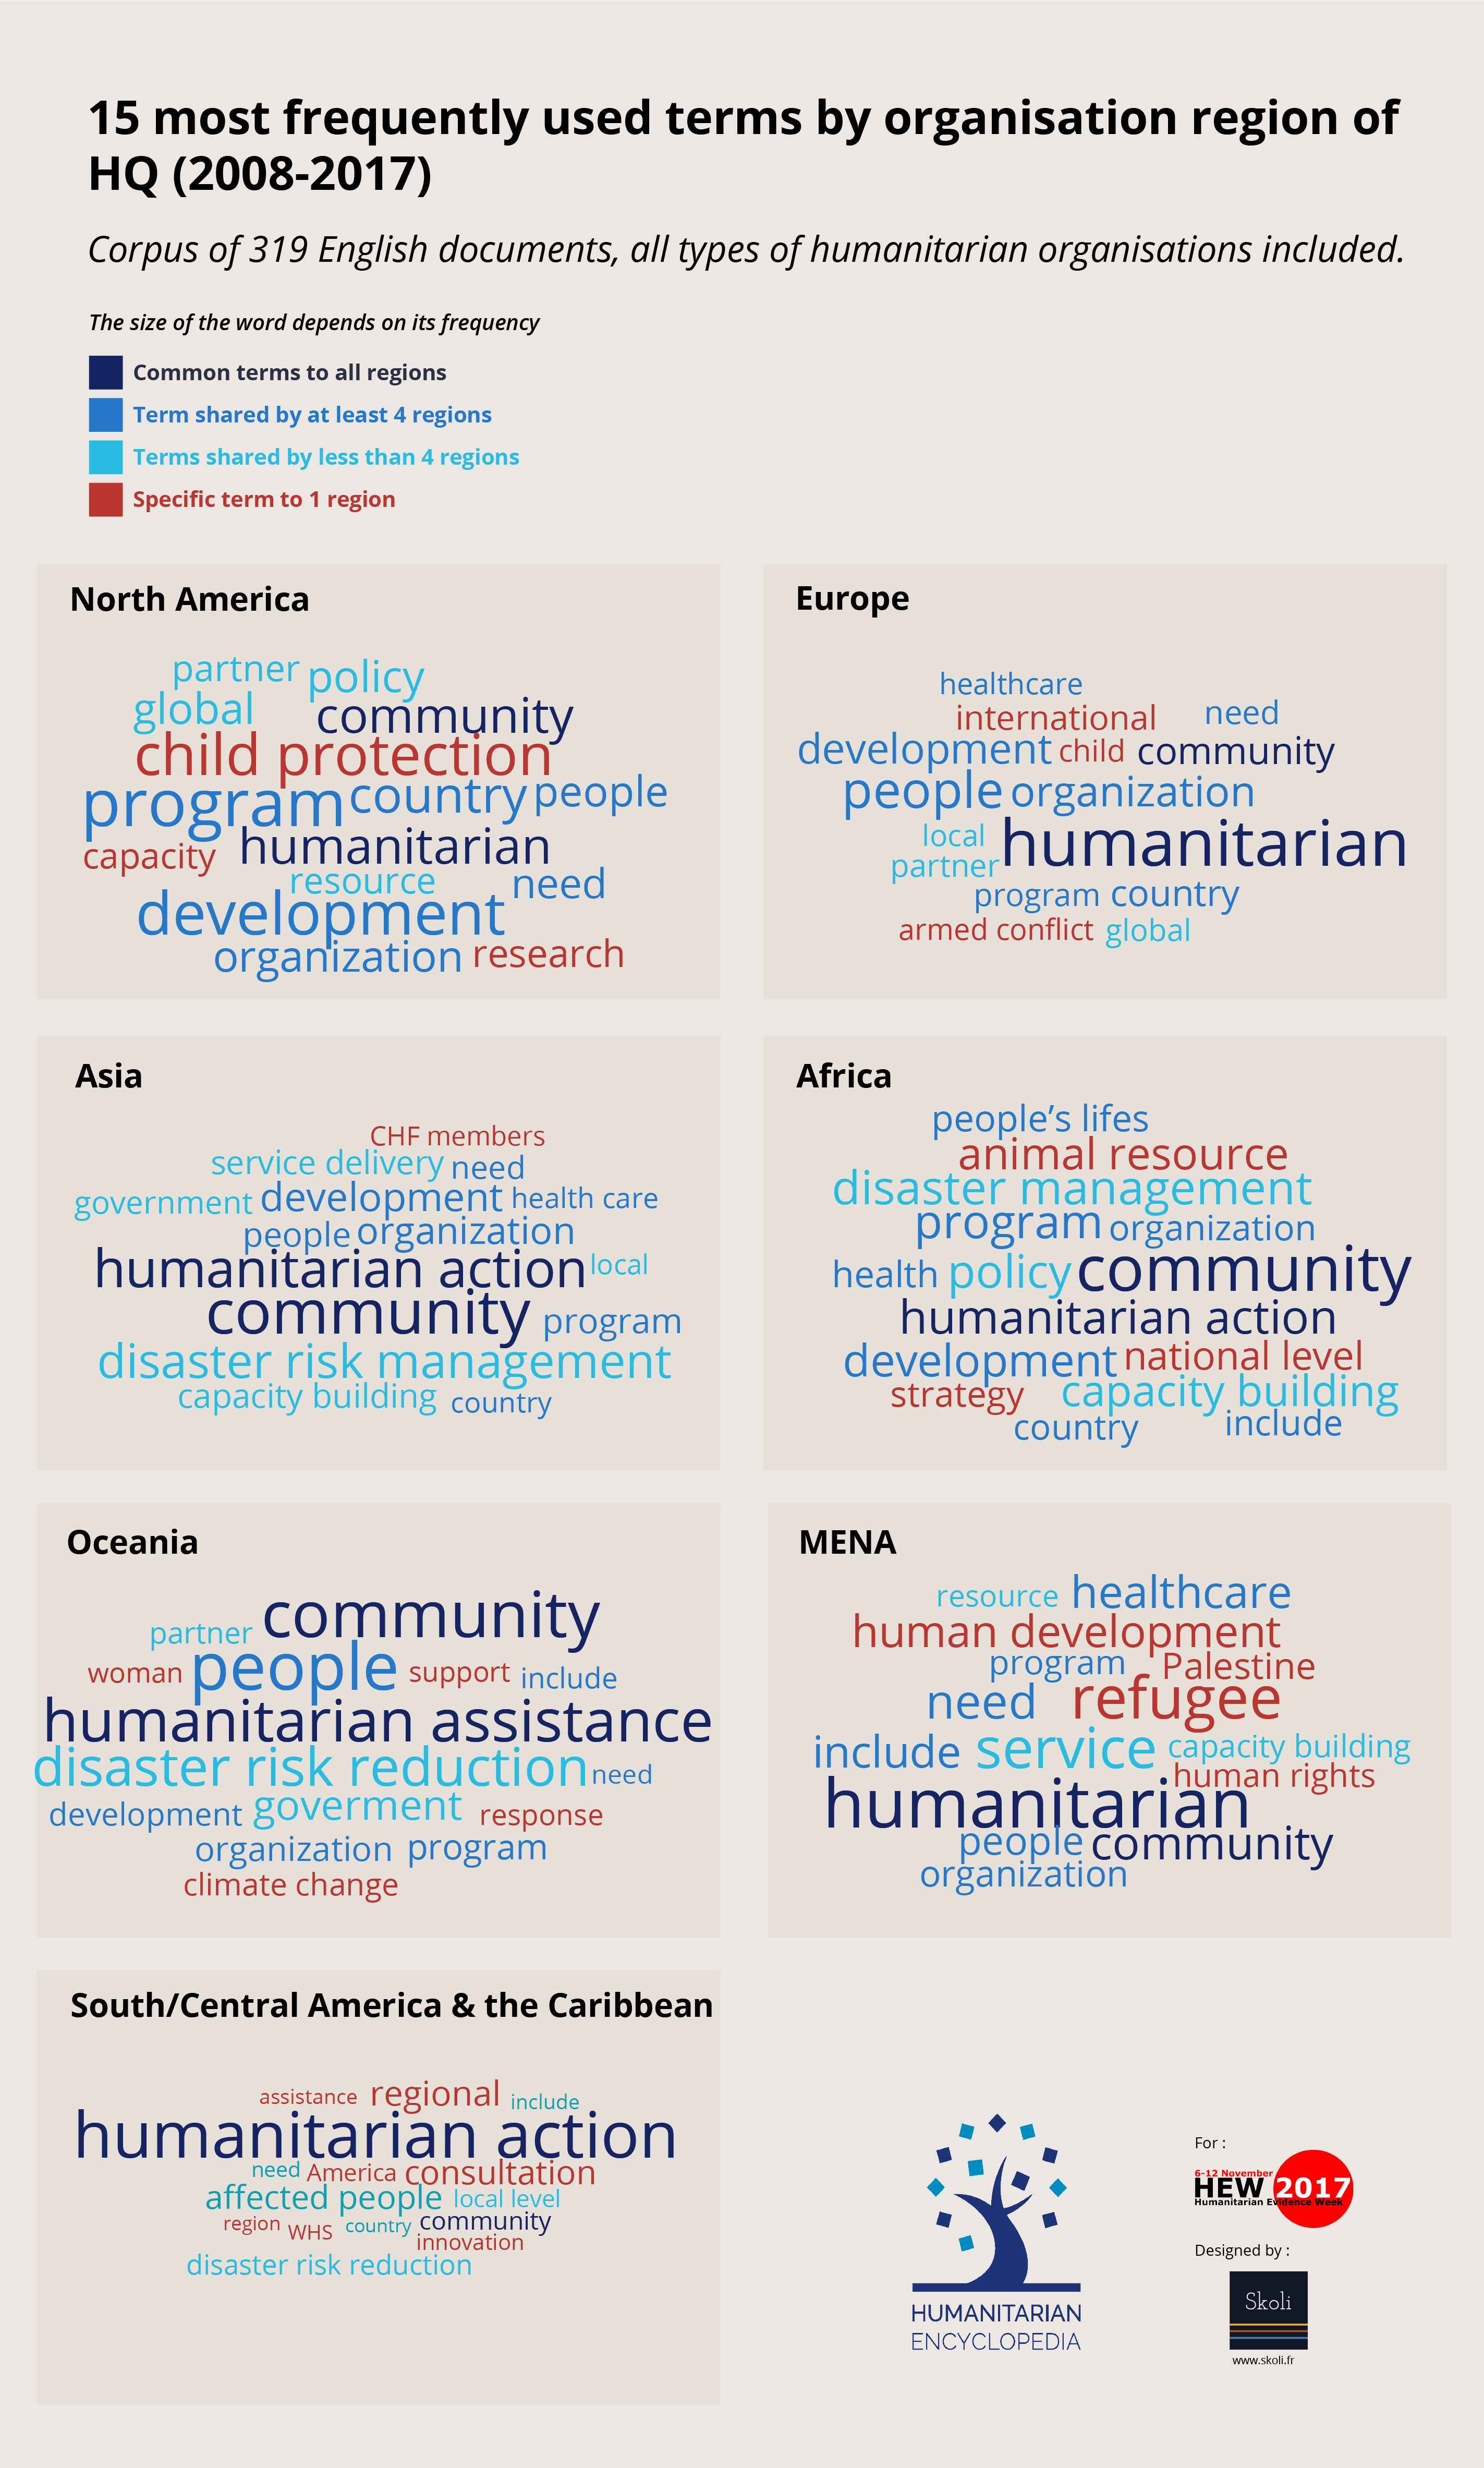 15 most frequently used terms by organisation region of
HQ (2008-2017)
Corpus of 319 English documents, all types of humanitarian organisations included.
The size of the word depends on its frequency
Common terms to all regions
Term shared by at least 4 regions
Terms shared by less than 4 regions
Specific term to 1 region
North America
partner policy
global community
child protection
program country people
capacity humanitarian
resource need
development
organization research
Europe
healthcare
international need
development child community
people organization
local humanitarian
partner
program country
armed conflict global
Asia
CHF members
service delivery need
government development health care
people organization
humanitarian action local
community program
disaster risk management
capacity building country
Africa
people's lifes
animal resource
disaster management
program organization
health policy community
humanitarian action
development national level
strategy capacity building
country include
Oceania
partner community
woman people support include
humanitarian assistance
disaster risk reduction need
development goverment response
organization program
climate change
MENA
resource healthcare
human development
program Palestine
need refugee
include service capacity building
human rights
humanitarian
people community
organization
South/Central America & the Caribbean
assistance regional include
humanitarian action
need America consultation
affected people local level
region WHS country community
innovation
disaster risk reduction
HUMANITARIAN
ENCYCLOPEDIA
For :
6-12 November
HEW 2017
Humanitarian Evidence Week
Designed by :
Skoli
www.skoli.fr